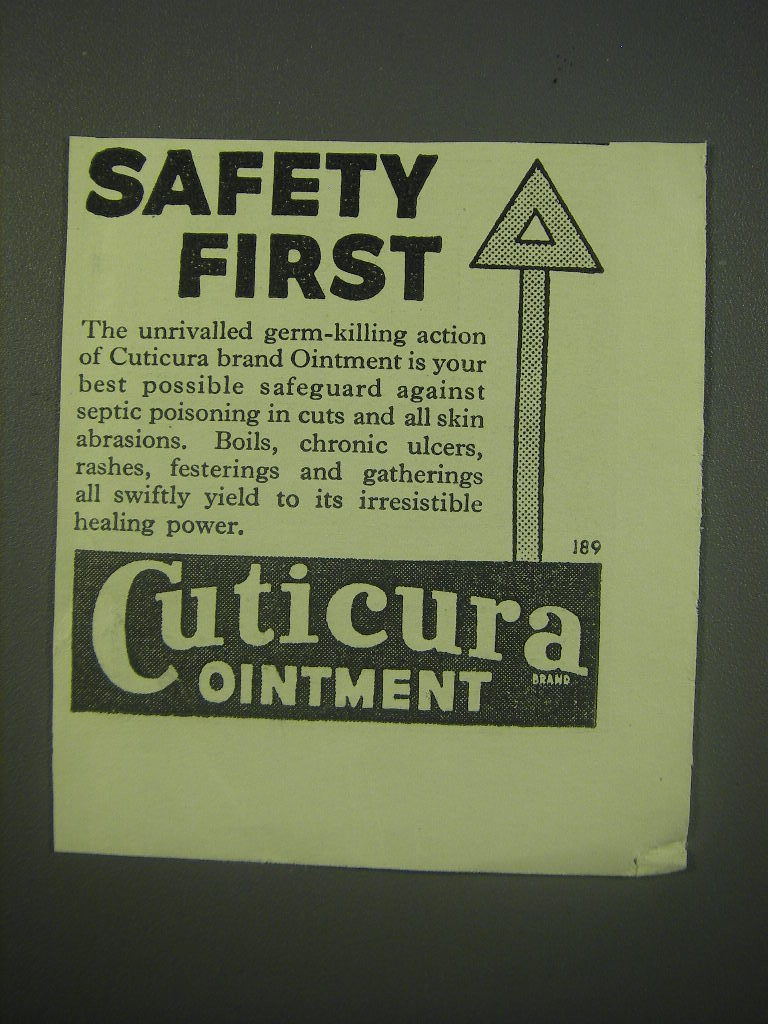 SAFETY
FIRST
The unrivalled germ-killing action
of Cuticura brand Ointment is your
best possible safeguard against
septic poisoning in cuts and all skin
abrasions. Boils, chronic ulcers,
rashes, festerings and gatherings
all swiftly yield to its irresistible
healing power.
189
Cuticura
OINTMENT
BRAND